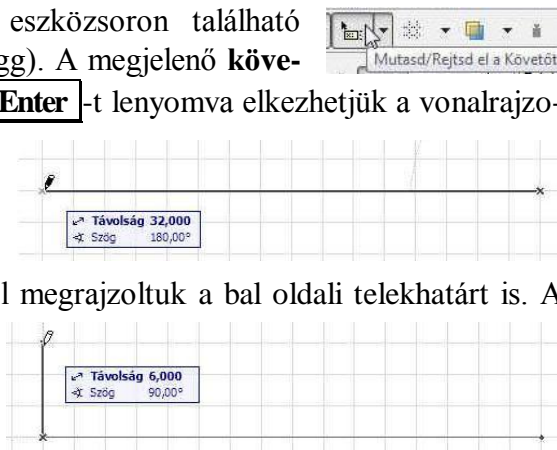 eszközsoron található
gg). A megjelenő köve-
Mutasd/Rejtsd el a Követőt
Enter -t lenyomva elkezhetjük a vonalrajzo-
Távolság 32,000
Szög 180,00°
l megrajzoltuk a bal oldali telekhatárt is. A
Távolság 6,000
Szög 90,00°